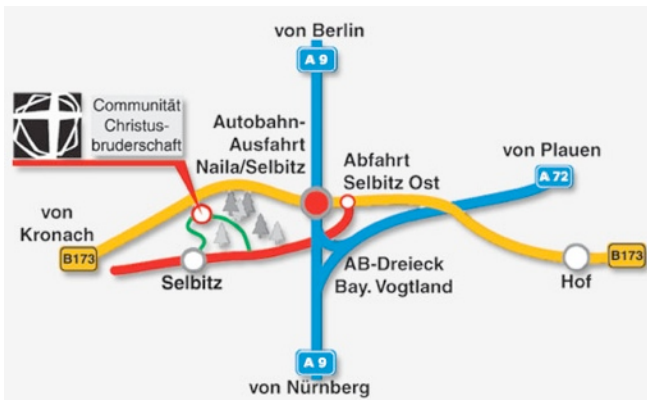 von Berlin
A 9
Communität
Christus-
bruderschaft
Autobahn-
Ausfahrt
Naila/Selbitz
Abfahrt
Selbitz Ost
von Plauen
A 72
von
Kronach
B173
Selbitz
AB-Dreieck
Bay. Vogtland
Hof
B173
A 9
von Nürnberg